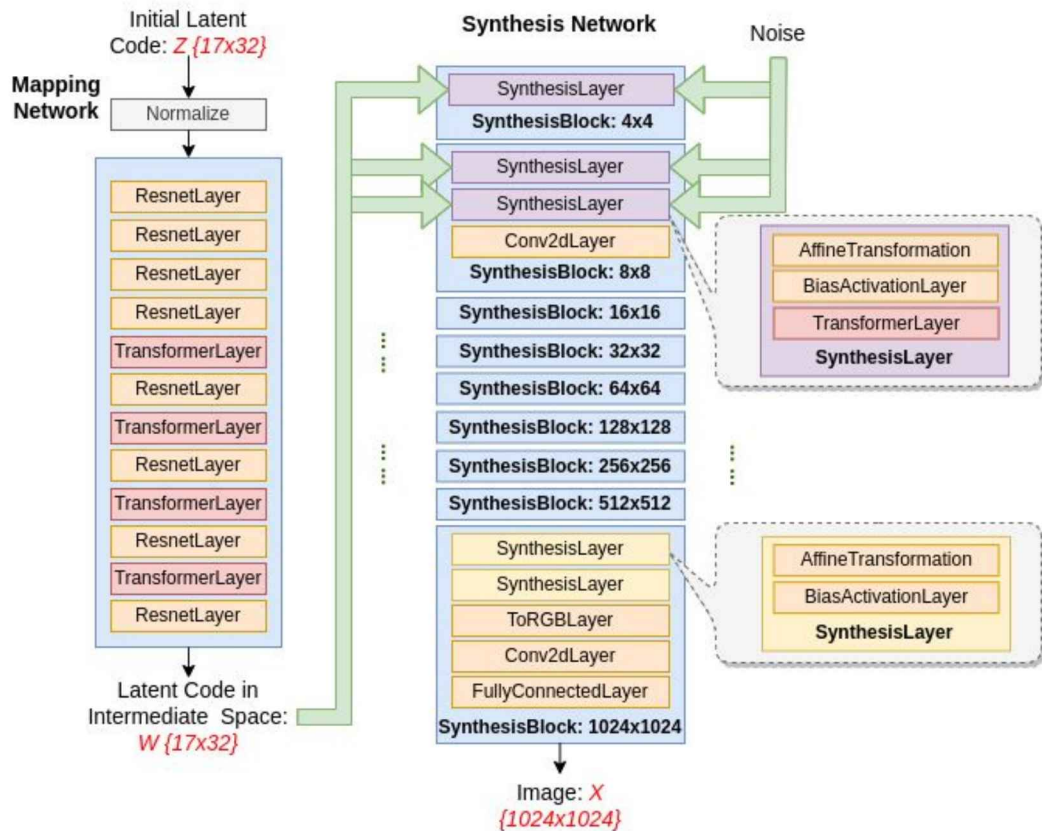 Initial Latent
Code: Z {17x32}
Mapping
Network
Normalize
ResnetLayer
ResnetLayer
ResnetLayer
ResnetLayer
TransformerLayer
ResnetLayer
TransformerLayer
ResnetLayer
TransformerLayer
ResnetLayer
TransformerLayer
ResnetLayer
Latent Code in
Intermediate Space:
W {17x32}
Synthesis Network
Noise
SynthesisLayer
SynthesisBlock: 4x4
SynthesisLayer
SynthesisLayer
Conv2dLayer
SynthesisBlock: 8x8
SynthesisBlock: 16x16
SynthesisBlock: 32x32
SynthesisBlock: 64x64
SynthesisBlock: 128x128
SynthesisBlock: 256x256
SynthesisBlock: 512x512
SynthesisLayer
SynthesisLayer
ToRGBLayer
Conv2dLayer
FullyConnectedLayer
SynthesisBlock: 1024x1024
Image: X
{1024x1024}
AffineTransformation
BiasActivationLayer
TransformerLayer
SynthesisLayer
AffineTransformation
BiasActivationLayer
SynthesisLayer